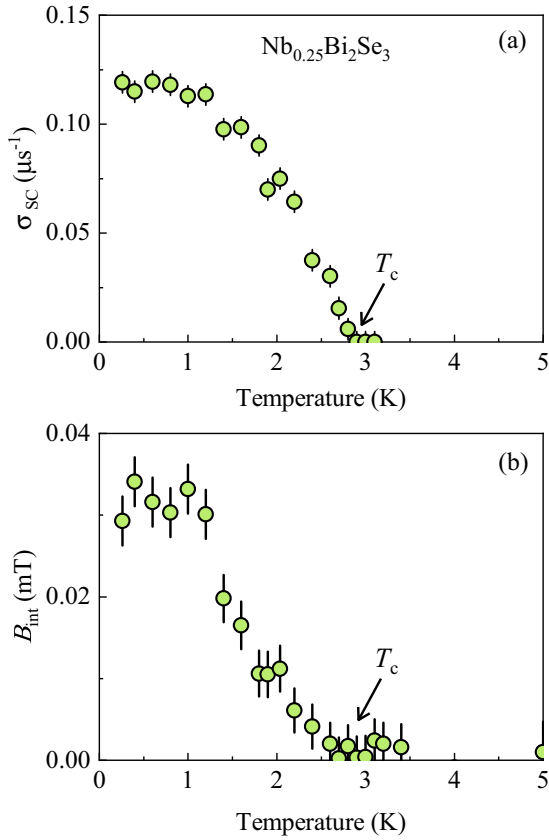 (a)
Nb0.25Bi2Se3
0.15
0.10
0.05
0.00
σSC (μs-1)
Tc
0 1 2 3 4 5
Temperature (K)
(b)
0.04
0.02
0.00
Bint (mT)
Tc
0 1 2 3 4 5
Temperature (K)